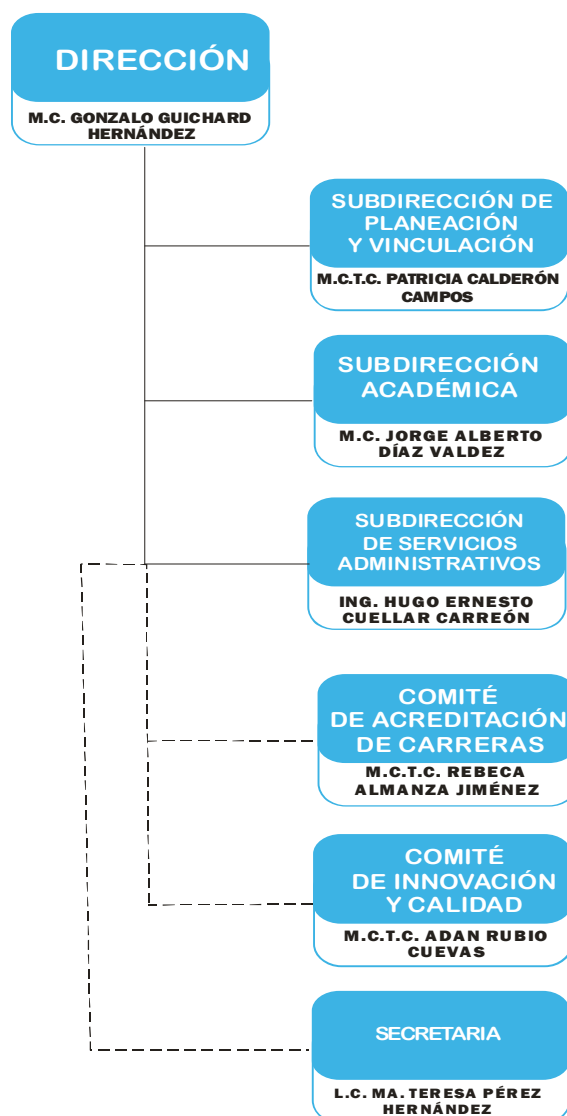 DIRECCIÓN
M.C. GONZALO GUICHARD
HERNÁNDEZ
SUBDIRECCIÓN DE
PLANEACIÓN
Y VINCULACIÓN
M.C.T.C. PATRICIA CALDERÓN
CAMPOS
SUBDIRECCIÓN
ACADÉMICA
M.C. JORGE ALBERTO
DÍAZ VALDEZ
SUBDIRECCIÓN
DE SERVICIOS
ADMINISTRATIVOS
ING. HUGO ERNESTO
CUELLAR CARREÓN
COMITÉ
DE ACREDITACIÓN
DE CARRERAS
M.C.T.C. REBECA
ALMANZA JIMÉNEZ
COMITÉ
DE INNOVACIÓN
Y CALIDAD
M.C.T.C. ADAN RUBIO
CUEVAS
SECRETARIA
L.C. MA. TERESA PÉREZ
HERNÁNDEZ